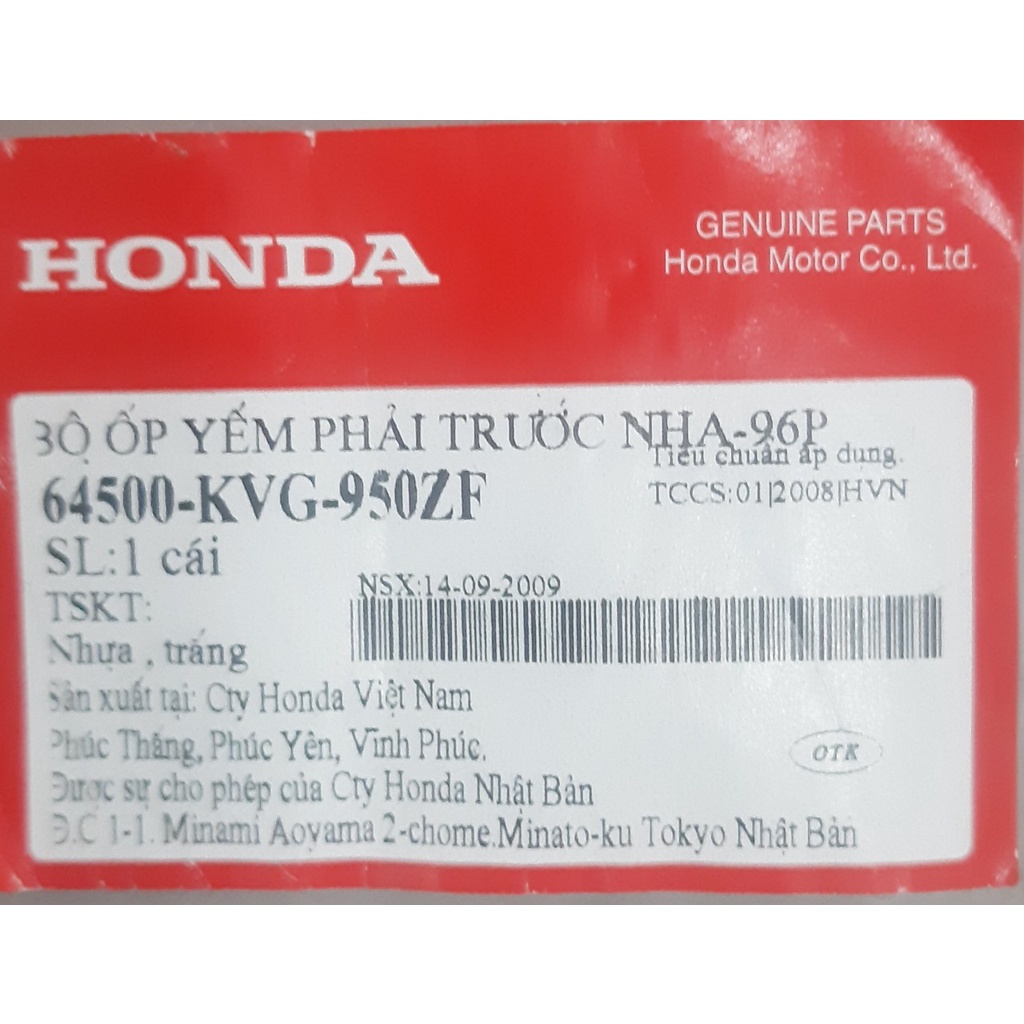 HONDA
GENUINE PARTS
Honda Motor Co., Ltd.
BỘ ỐP YẾM PHẢI TRƯỚC NHA-96P
Tiêu chuẩn áp dụng.
64500-KVG-950ZF
TCCS:01|2008|HVN
SL:1 cái
NSX:14-09-2009
TSKT:
Nhựa , trắng
Sản xuất tại: Cty Honda Việt Nam
Phúc Thắng, Phúc Yên, Vĩnh Phúc.
OTK
Được sự cho phép của Cty Honda Nhật Bản
Đ.C 1-1. Minami Aoyama 2-chome.Minato-ku Tokyo Nhật Bản